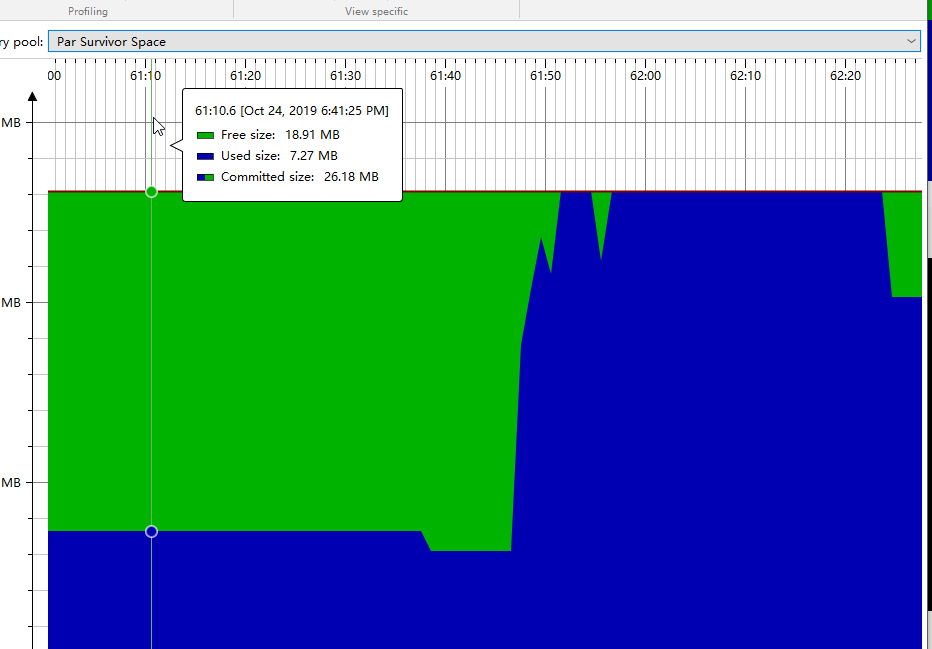 Profiling
View specific
ry pool:
Par Survivor Space
00
61:10
61:20
61:30
61:40
61:50
62:00
62:10
62:20
MB
61:10.6 [Oct 24, 2019 6:41:25 PM]
Free size: 18.91 MB
Used size: 7.27 MB
Committed size: 26.18 MB
MB
MB